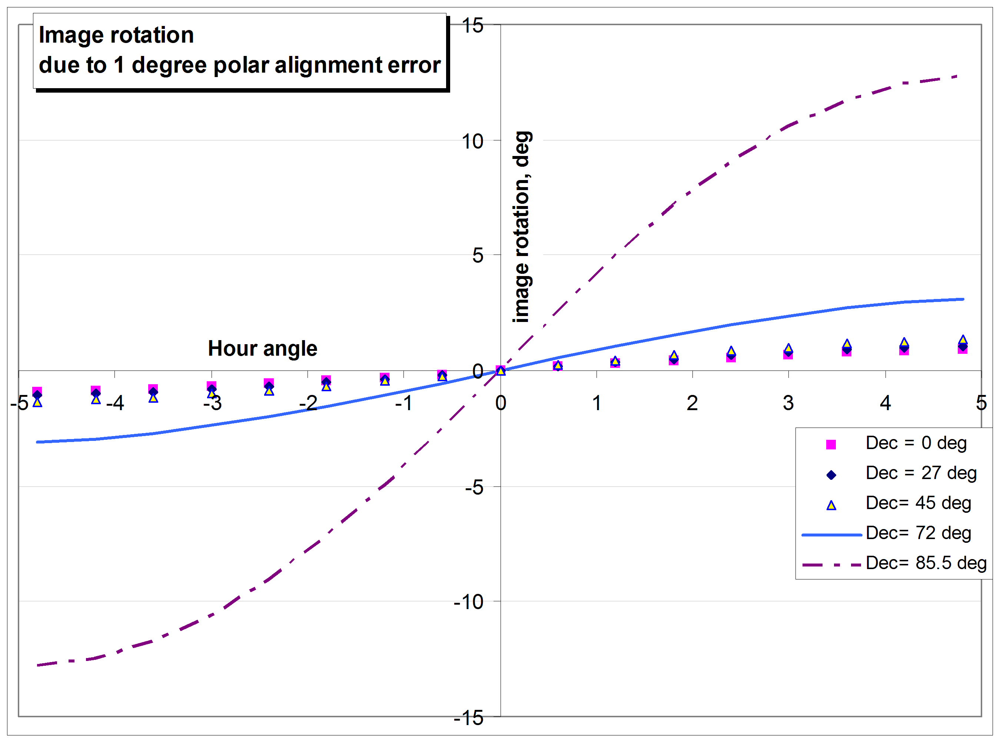 Image rotation
due to 1 degree polar alignment error
15
10
5
0
-5
-10
-15
image rotation, deg
Hour angle
-5 -4 -3 -2 -1 0 1 2 3 4 5
Dec = 0 deg
Dec = 27 deg
Dec= 45 deg
Dec= 72 deg
Dec= 85.5 deg